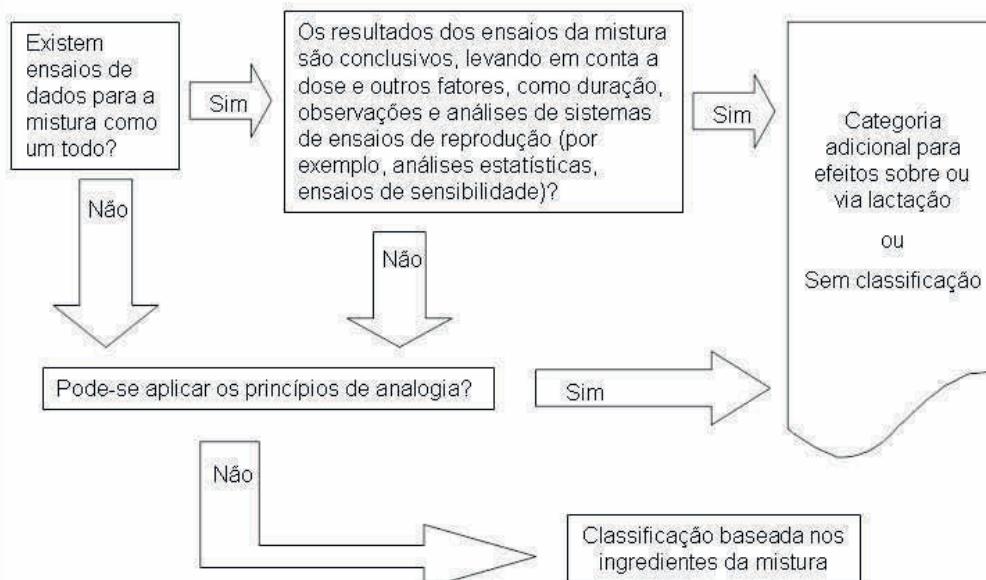 Existem
ensaios de
dados para a
mistura como
um todo?
Sim
Os resultados dos ensaios da mistura
são conclusivos, levando em conta a
dose e outros fatores, como duração,
observações e análises de sistemas
de ensaios de reprodução (por
exemplo, análises estatísticas,
ensaios de sensibilidade)?
Sim
Categoria
adicional para
efeitos sobre ou
via lactação
ou
Sem classificação
Não
Não
Pode-se aplicar os princípios de analogia?
Sim
Não
Classificação baseada nos
ingredientes da mistura